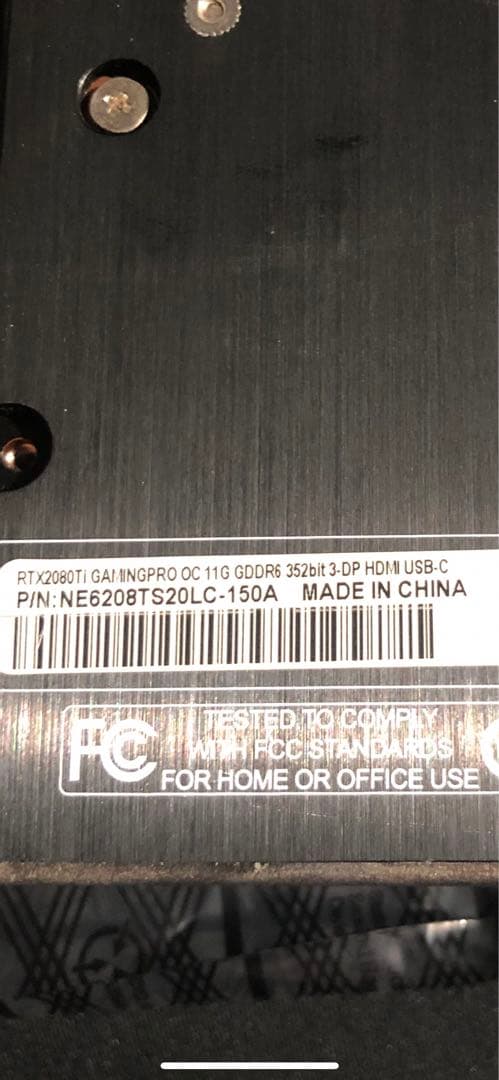 RTX2080Ti GAMINGPRO OC 11G GDDR6 352bit 3-DP HDMI USB-C
P/N:NE6208TS20LC-150A MADE IN CHINA
FC TESTED TO COMPLY
WITH FCC STANDARDS
FOR HOME OR OFFICE USE